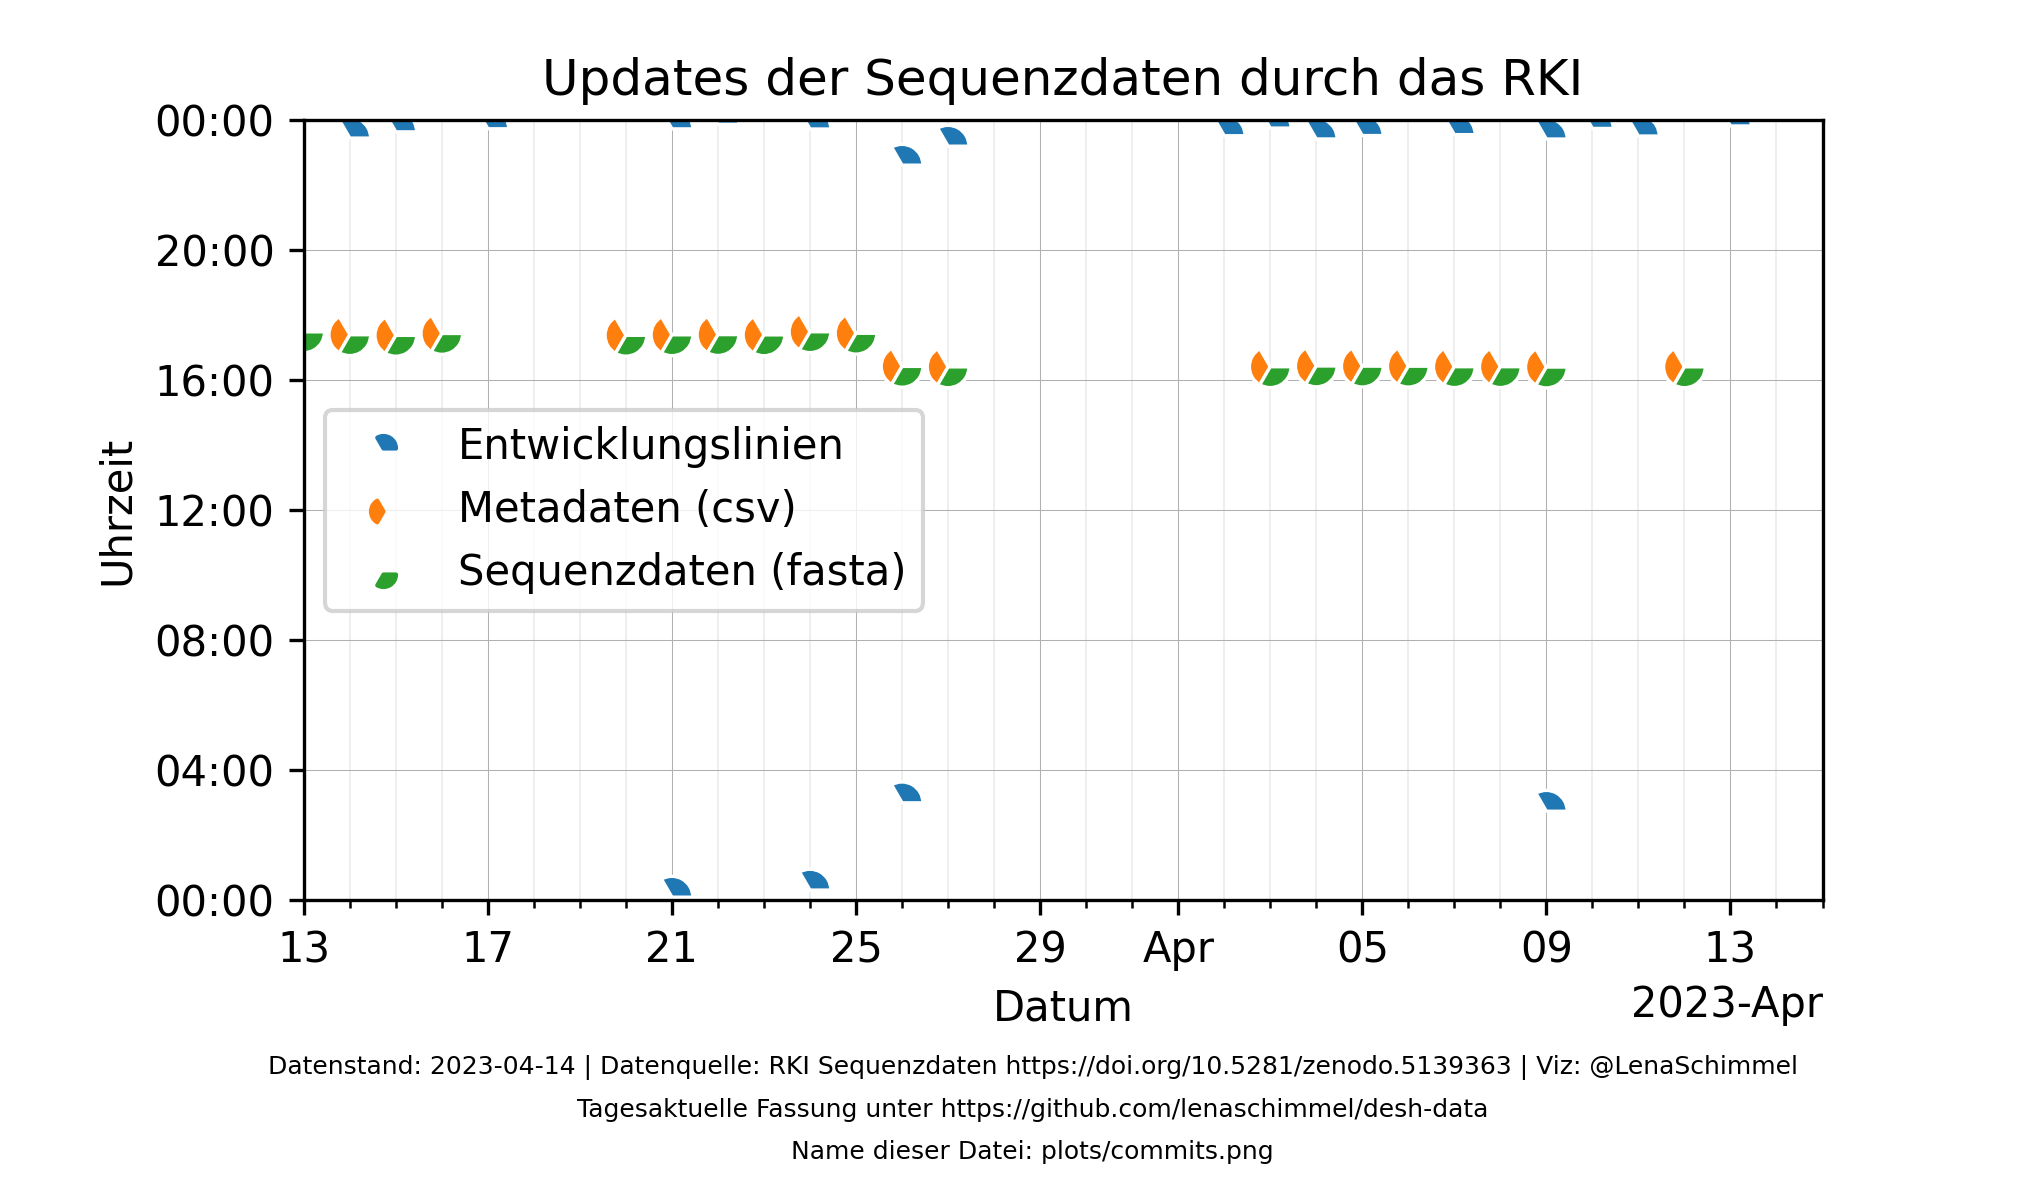 Updates der Sequenzdaten durch das RKI
00:00
20:00
16:00
12:00
08:00
04:00
00:00
Uhrzeit
Entwicklungslinien
Metadaten (csv)
Sequenzdaten (fasta)
13 17 21 25 29 Apr 05 09 13
Datum
2023-Apr
Datenstand: 2023-04-14 | Datenquelle: RKI Sequenzdaten https://doi.org/10.5281/zenodo.5139363 | Viz: @LenaSchimmel
Tagesaktuelle Fassung unter https://github.com/lenaschimmel/desh-data
Name dieser Datei: plots/commits.png